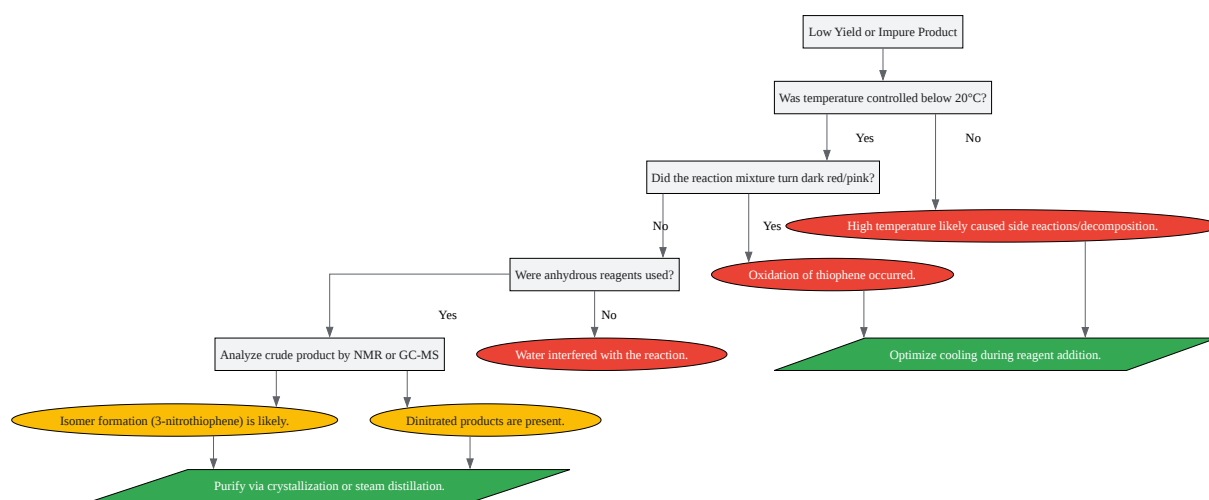 Low Yield or Impure Product
Was temperature controlled below 20°C?
Yes
No
Did the reaction mixture turn dark red/pink?
No
Yes
High temperature likely caused side reactions/decomposition.
Were anhydrous reagents used?
Oxidation of thiophene occurred.
Yes
No
Analyze crude product by NMR or GC-MS
Water interfered with the reaction.
Optimize cooling during reagent addition.
Isomer formation (3-nitrothiophene) is likely.
Dinitrated products are present.
Purify via crystallization or steam distillation.